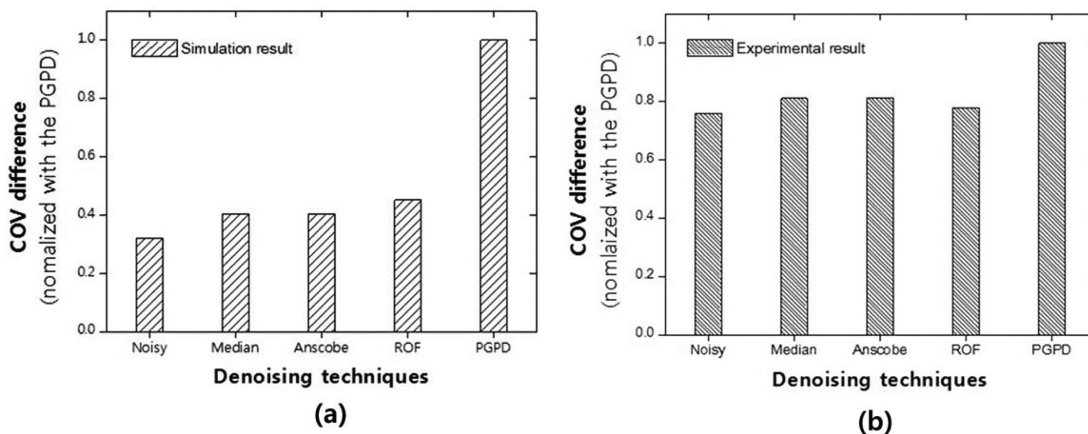 COV difference
(nomalized with the PGPD)
1.0
0.8
0.6
0.4
0.2
0.0
Simulation result
Noisy Median Anscobe ROF PGPD
Denoising techniques
(a)
COV difference
(nomlaized with the PGPD)
1.0
0.8
0.6
0.4
0.2
0.0
Experimental result
Noisy Median Anscobe ROF PGPD
Denoising techniques
(b)